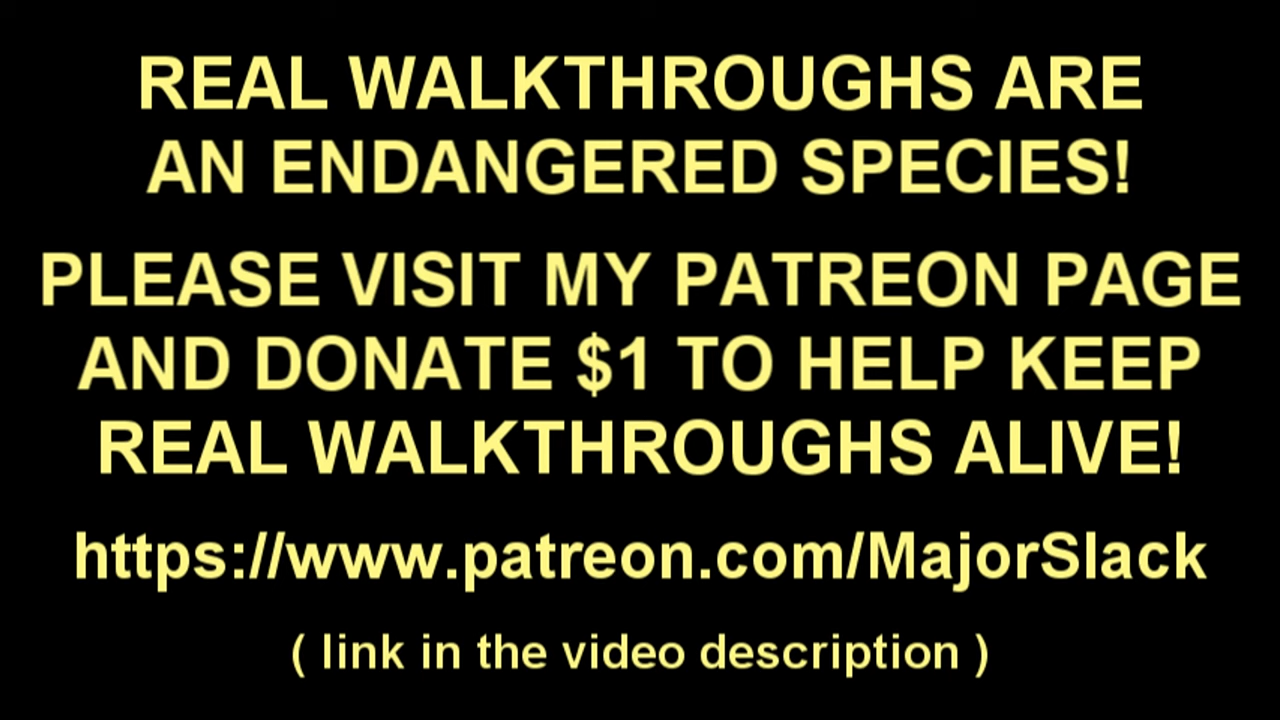 REAL WALKTHROUGHS ARE
AN ENDANGERED SPECIES!
PLEASE VISIT MY PATREON PAGE
AND DONATE $1 TO HELP KEEP
REAL WALKTHROUGHS ALIVE!
https://www.patreon.com/MajorSlack
( link in the video description )